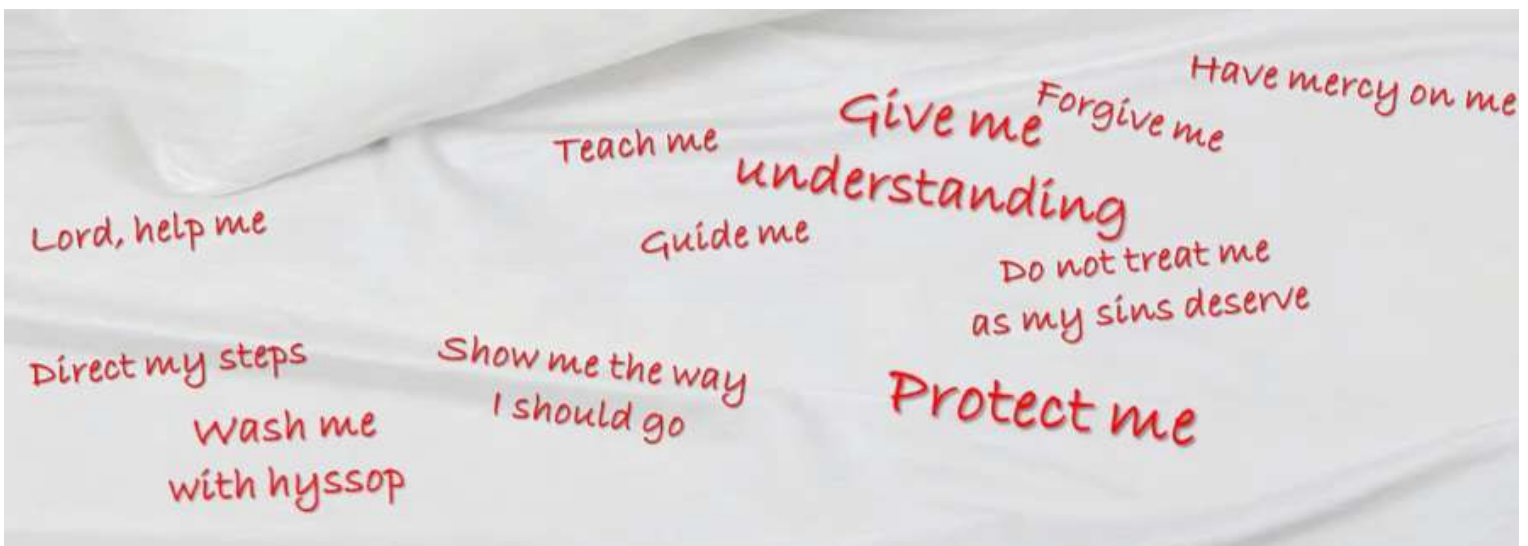 Have mercy on me
Forgive me
Give me
understanding
Teach me
Lord, help me
Guide me
Do not treat me
as my sins deserve
Direct my steps
Show me the way
I should go
Protect me
Wash me
with hyssop